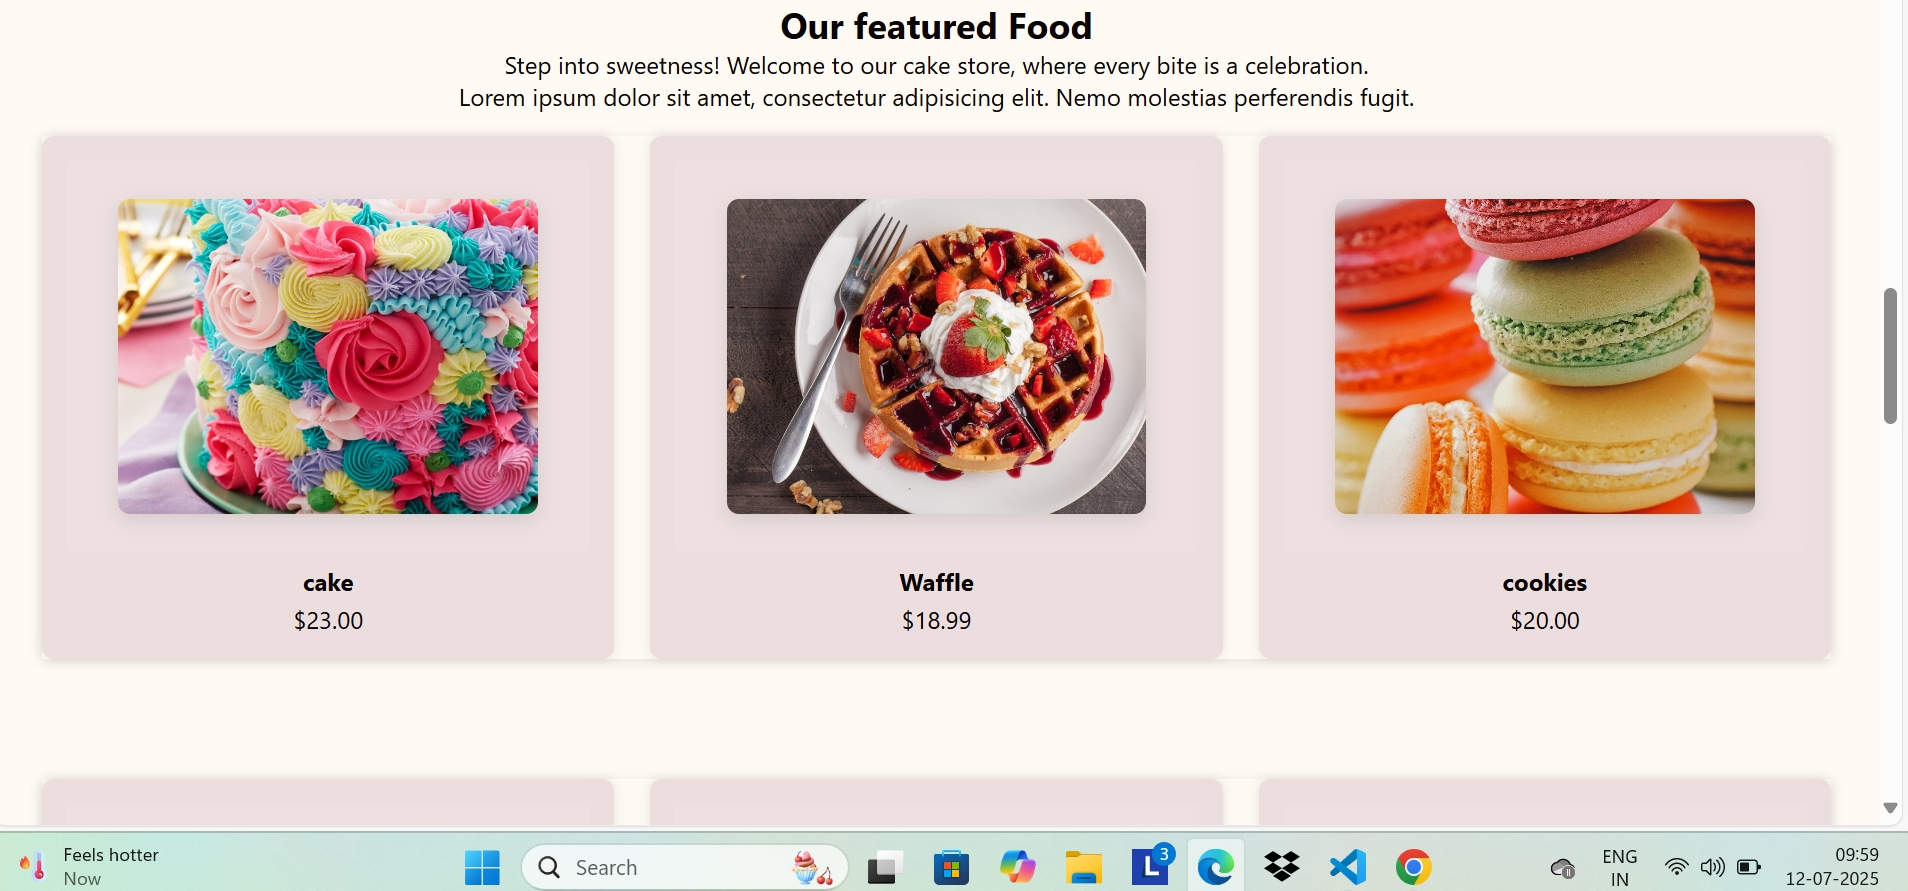 Our featured Food
Step into sweetness! Welcome to our cake store, where every bite is a celebration.
Lorem ipsum dolor sit amet, consectetur adipisicing elit. Nemo molestias perferendis fugit.
cake
$23.00
Waffle
$18.99
cookies
$20.00
Feels hotter
Now
Search
L
3
ENG
IN
09:59
12-07-2025